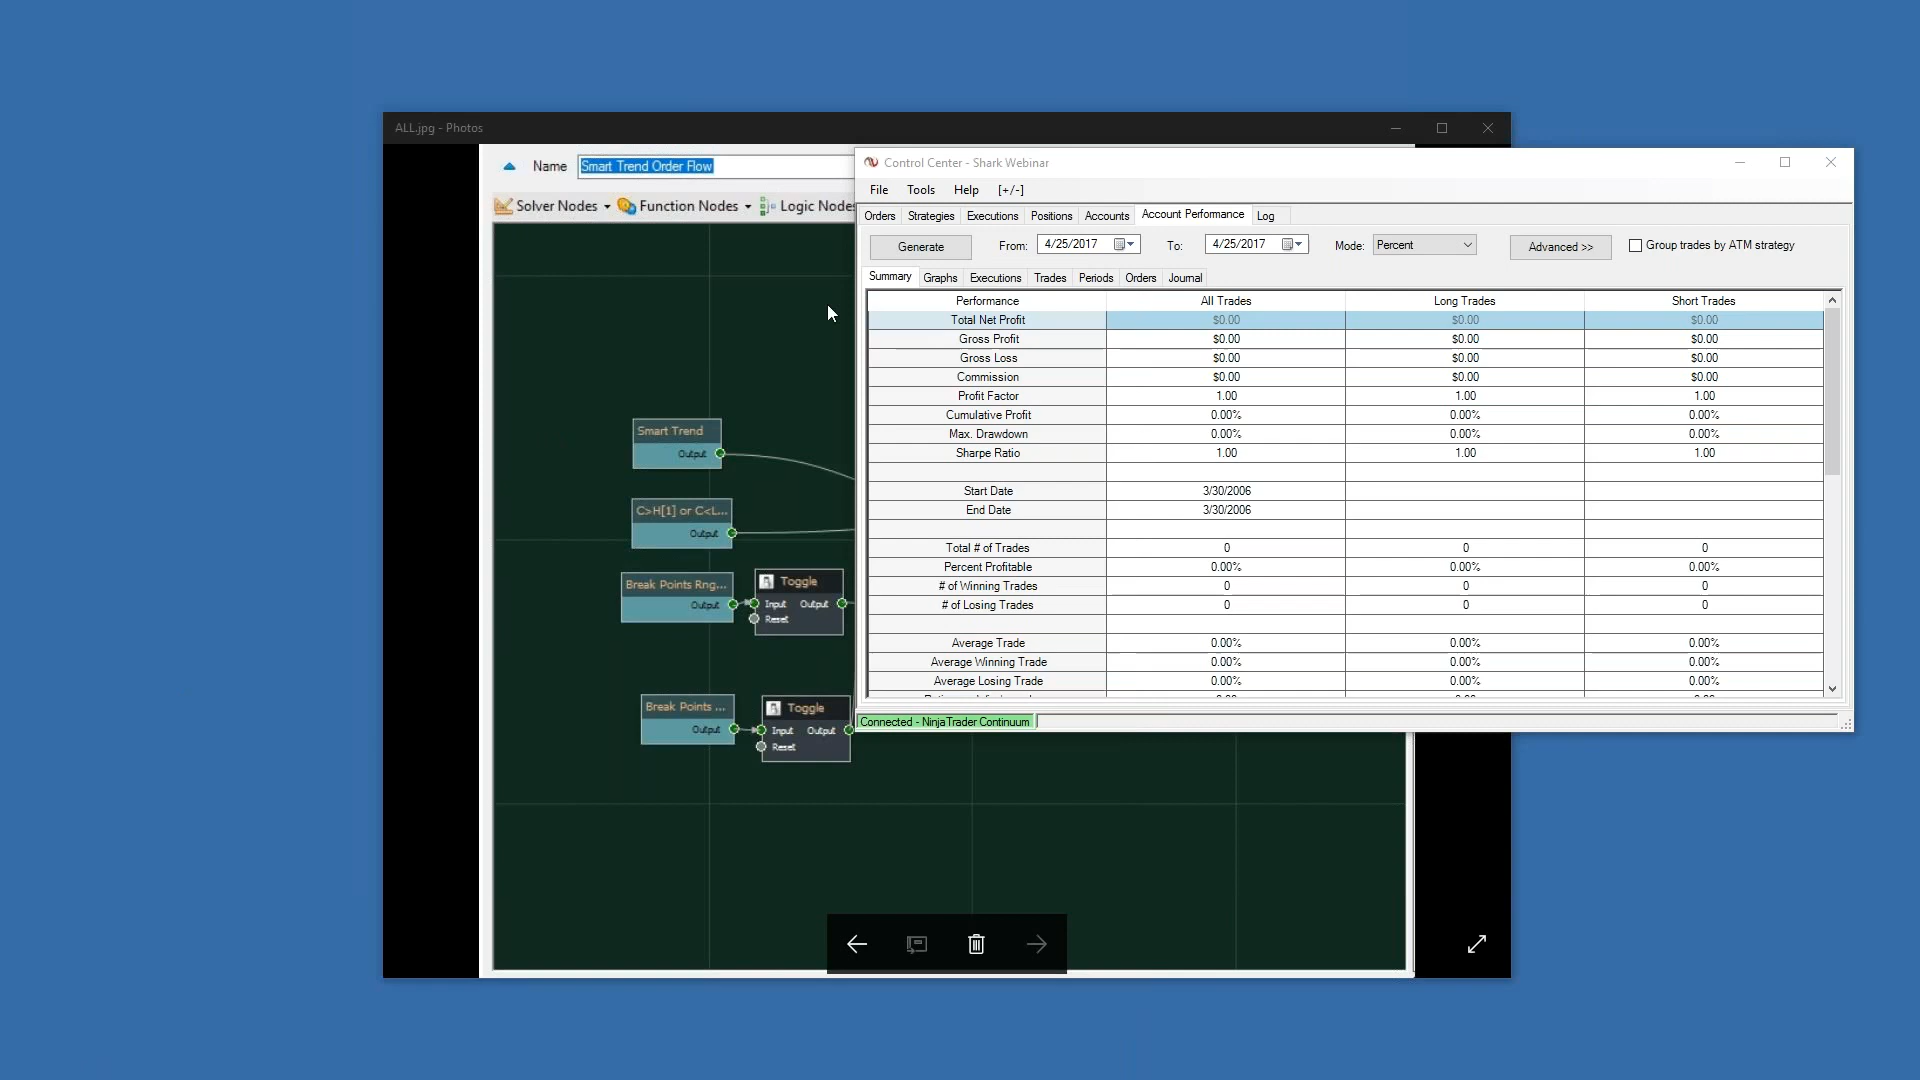 ALL.jpg - Photos
Name Smart Trend Order Flow
Solver Nodes Function Nodes Logic Nodes
Smart Trend
Output
C>H[1] or C<L...
Output
Break Points Rng...
Output
Toggle
Input Output
Reset
Break Points ...
Output
Toggle
Input Output
Reset
Control Center - Shark Webinar
File Tools Help [+/-]
Orders Strategies Executions Positions Accounts Account Performance Log
Generate From: 4/25/2017 To: 4/25/2017 Mode: Percent Advanced >> Group trades by ATM strategy
Summary Graphs Executions Trades Periods Orders Journal
Performance All Trades Long Trades Short Trades
Total Net Profit $0.00 $0.00 $0.00
Gross Profit $0.00 $0.00 $0.00
Gross Loss $0.00 $0.00 $0.00
Commission $0.00 $0.00 $0.00
Profit Factor 1.00 1.00 1.00
Cumulative Profit 0.00% 0.00% 0.00%
Max. Drawdown 0.00% 0.00% 0.00%
Sharpe Ratio 1.00 1.00 1.00
Start Date 3/30/2006
End Date 3/30/2006
Total # of Trades 0 0 0
Percent Profitable 0.00% 0.00% 0.00%
# of Winning Trades 0 0 0
# of Losing Trades 0 0 0
Average Trade 0.00% 0.00% 0.00%
Average Winning Trade 0.00% 0.00% 0.00%
Average Losing Trade 0.00% 0.00% 0.00%
Connected - NinjaTrader Continuum